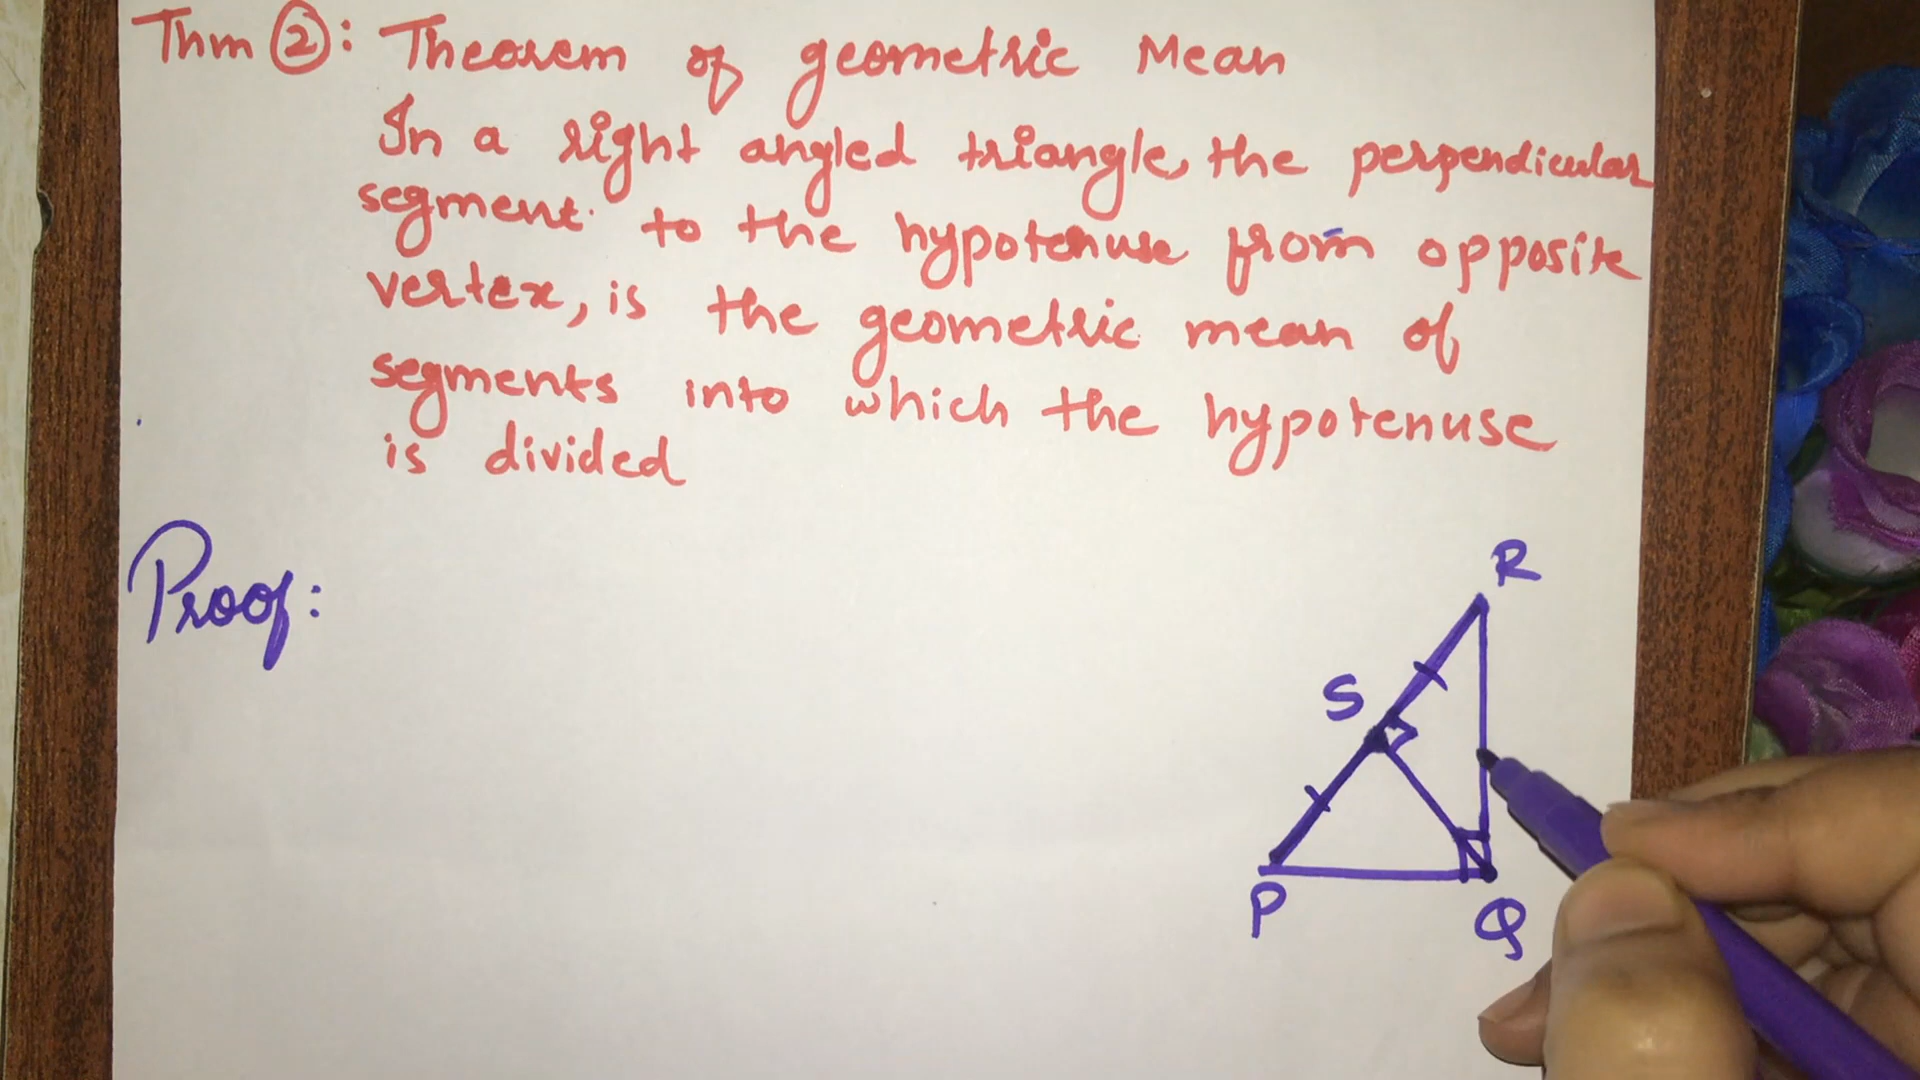 Thm ②: Theorem of geometric Mean
In a right angled triangle, the perpendicular
segment to the hypotenuse from opposite
vertex, is the geometric mean of
segments into which the hypotenuse
is divided
Proof:
R
S
P
Q